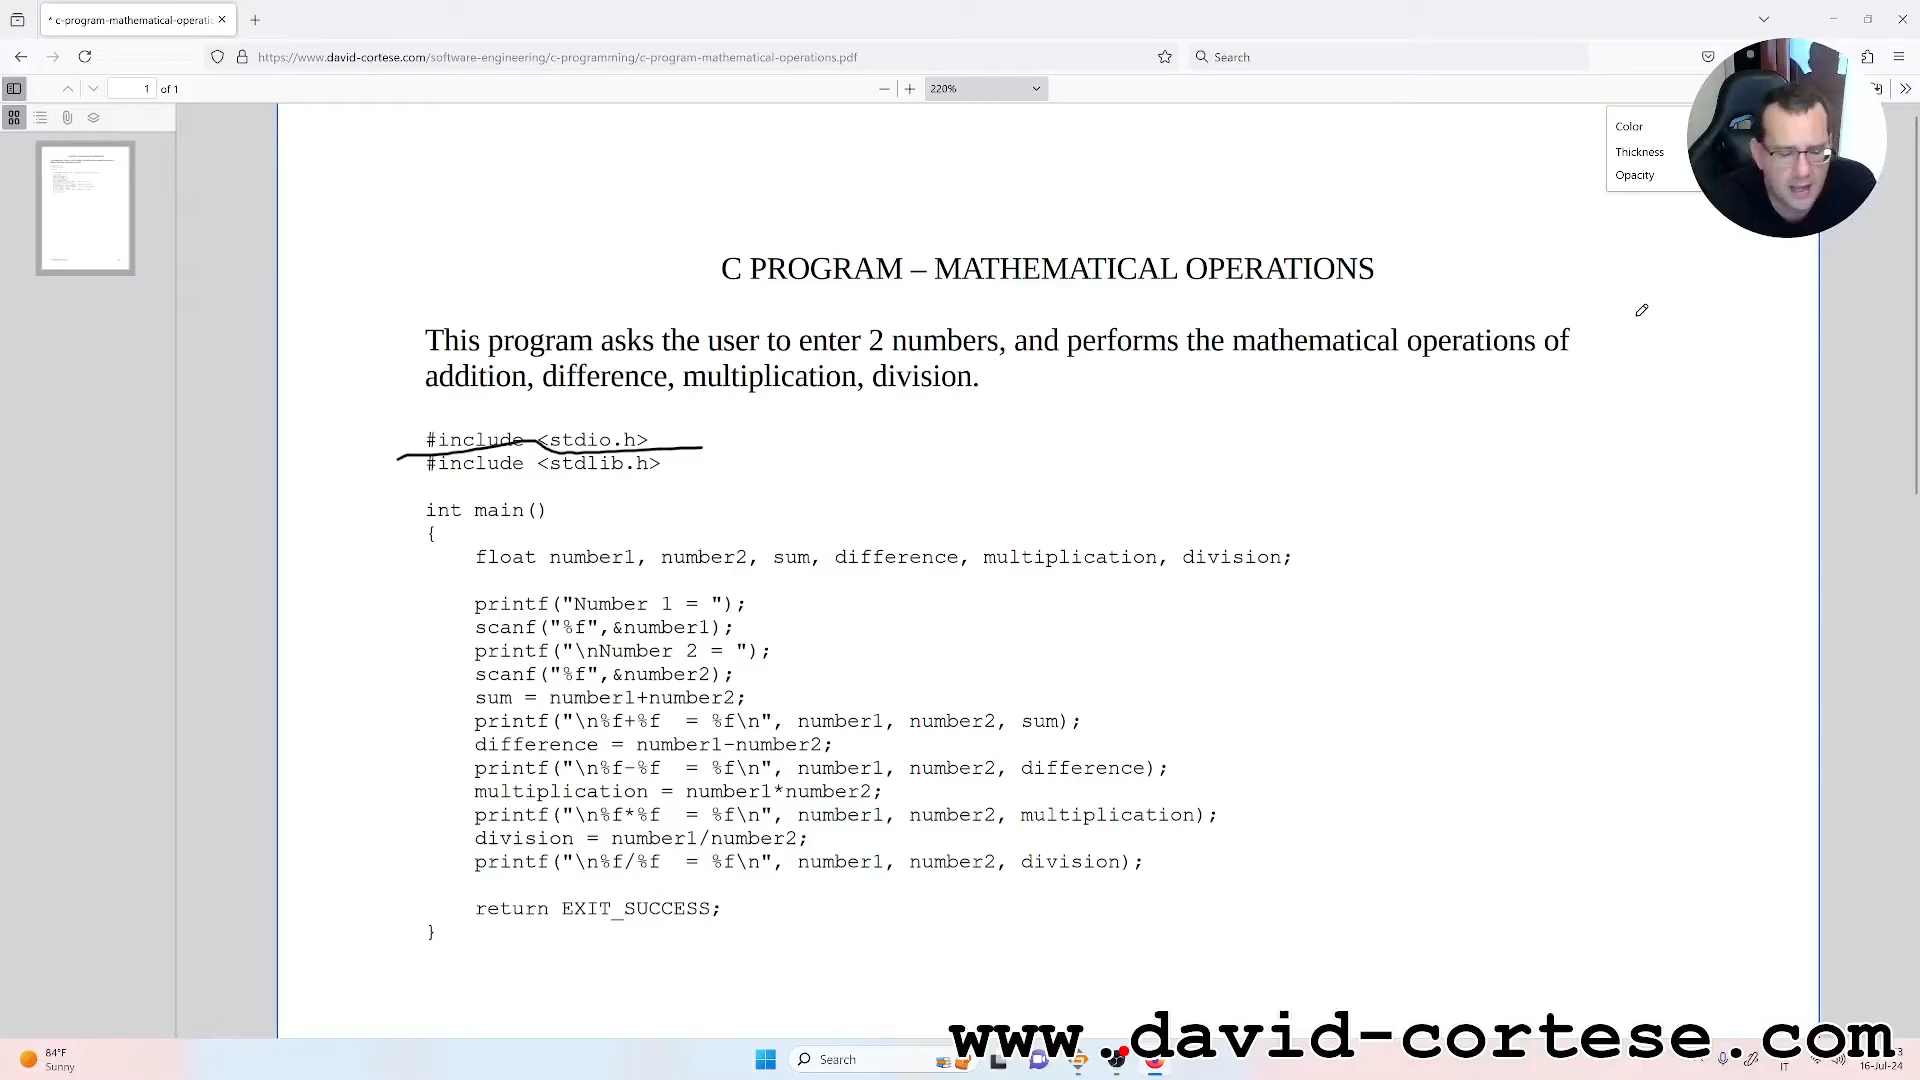 * c-program-mathematical-operati
https://www.david-cortese.com/software-engineering/c-programming/c-program-mathematical-operations.pdf
Search
1 of 1
220%
Color
Thickness
Opacity
C PROGRAM – MATHEMATICAL OPERATIONS
This program asks the user to enter 2 numbers, and performs the mathematical operations of
addition, difference, multiplication, division.
#include <stdio.h>
#include <stdlib.h>
int main()
{
float number1, number2, sum, difference, multiplication, division;
printf("Number 1 = ");
scanf("%f",&number1);
printf("\nNumber 2 = ");
scanf("%f",&number2);
sum = number1+number2;
printf("\n%f+%f  = %f\n", number1, number2, sum);
difference = number1-number2;
printf("\n%f-%f  = %f\n", number1, number2, difference);
multiplication = number1*number2;
printf("\n%f*%f  = %f\n", number1, number2, multiplication);
division = number1/number2;
printf("\n%f/%f  = %f\n", number1, number2, division);
return EXIT_SUCCESS;
}
www.david-cortese.com
84°F
Sunny
Search
IT
16-Jul-24